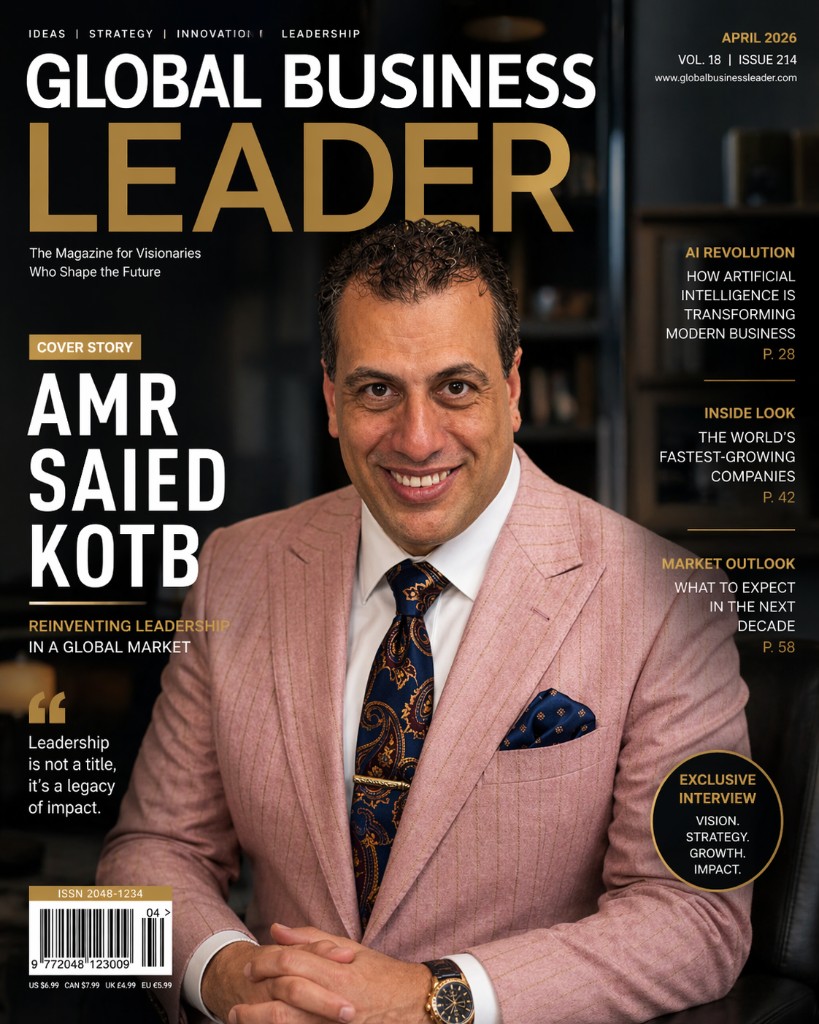 IDEAS | STRATEGY | INNOVATION | LEADERSHIP
GLOBAL BUSINESS
LEADER
The Magazine for Visionaries
Who Shape the Future
APRIL 2026
VOL. 18 | ISSUE 214
www.globalbusinessleader.com
COVER STORY
AMR
SAIED
KOTB
REINVENTING LEADERSHIP
IN A GLOBAL MARKET
“
Leadership
is not a title,
it's a legacy
of impact.
AI REVOLUTION
HOW ARTIFICIAL
INTELLIGENCE IS
TRANSFORMING
MODERN BUSINESS
P. 28
INSIDE LOOK
THE WORLD'S
FASTEST-GROWING
COMPANIES
P. 42
MARKET OUTLOOK
WHAT TO EXPECT
IN THE NEXT
DECADE
P. 58
EXCLUSIVE
INTERVIEW
VISION.
STRATEGY.
GROWTH.
IMPACT.
ISSN 2048-1234
04 >
9 772048 123009
US $6.99 CAN $7.99 UK £4.99 EU €5.99